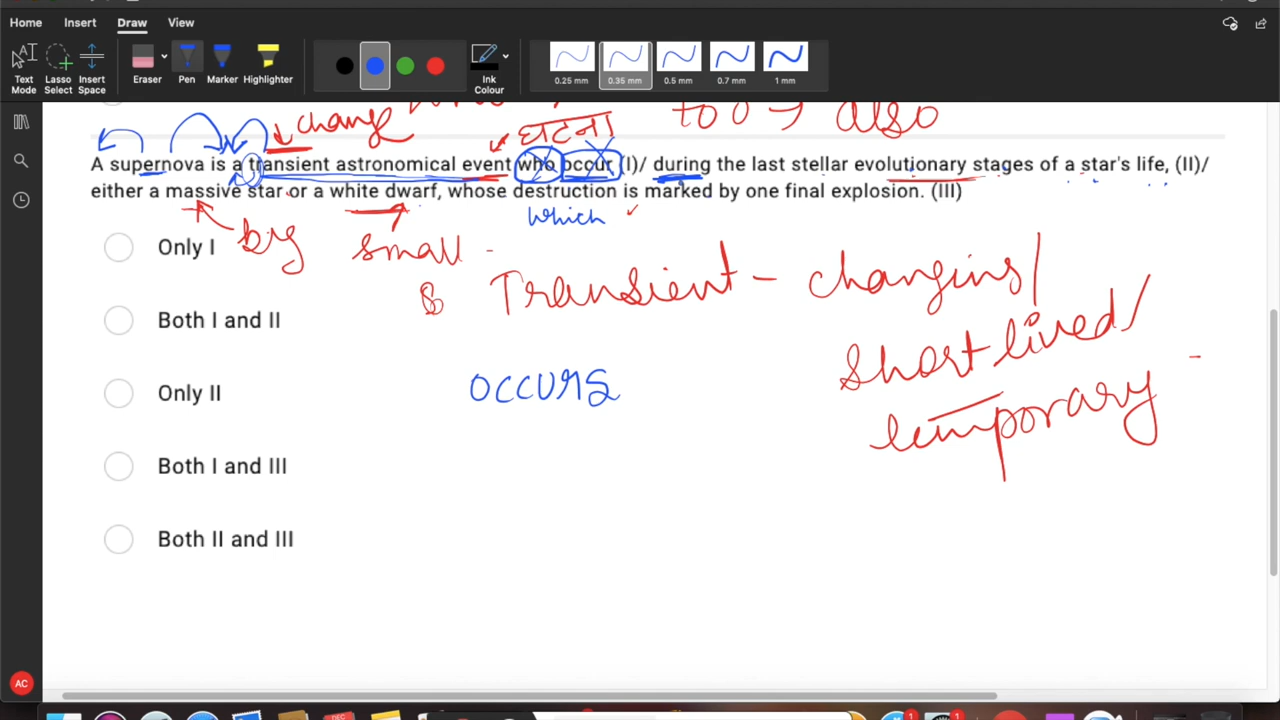 Home Insert Draw View
Text Mode Lasso Select Insert Space Eraser Pen Marker Highlighter Ink Colour 0.25 mm 0.35 mm 0.5 mm 0.7 mm 1 mm
too → also
change
घटना
A supernova is a transient astronomical event who occur (I)/ during the last stellar evolutionary stages of a star's life, (II)/
either a massive star or a white dwarf, whose destruction is marked by one final explosion. (III)
which
Only I
big small
Transient - changing/
Both I and II
short lived/
Only II
occurs
temporary
Both I and III
Both II and III
AC